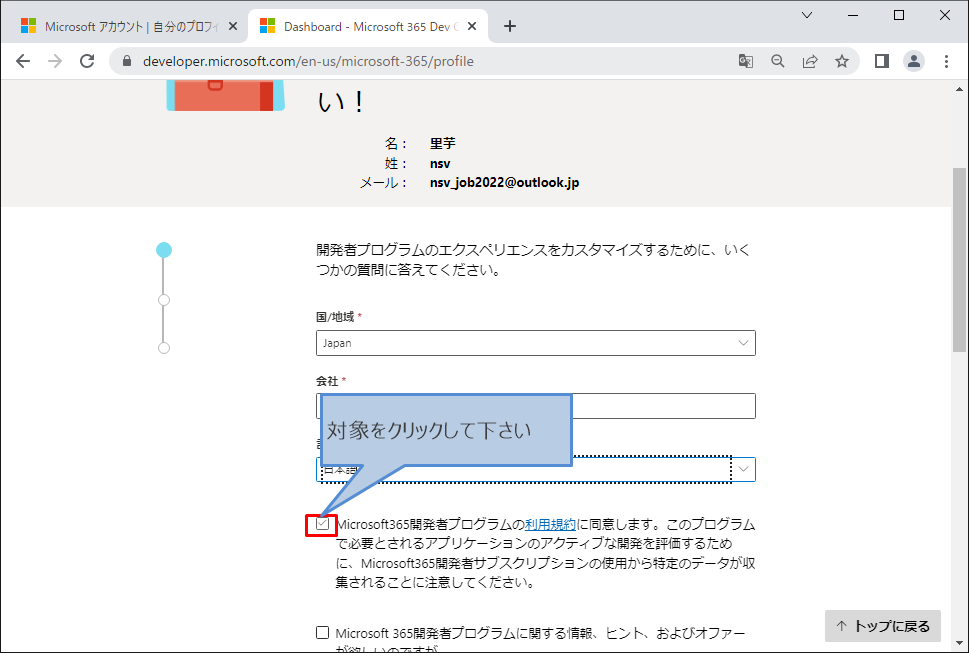 Microsoft アカウント | 自分のプロフィ
Dashboard - Microsoft 365 Dev
developer.microsoft.com/en-us/microsoft-365/profile
い！
名： 里芋
姓： nsv
メール： nsv_job2022@outlook.jp
開発者プログラムのエクスペリエンスをカスタマイズするために、いく
つかの質問に答えてください。
国/地域 *
Japan
会社 *
対象をクリックして下さい
日本語
Microsoft365開発者プログラムの利用規約に同意します。このプログラム
で必要とされるアプリケーションのアクティブな開発を評価するため
に、Microsoft365開発者サブスクリプションの使用から特定のデータが収
集されることに注意してください。
Microsoft 365開発者プログラムに関する情報、ヒント、およびオファー
が欲しいのですが
↑ トップに戻る